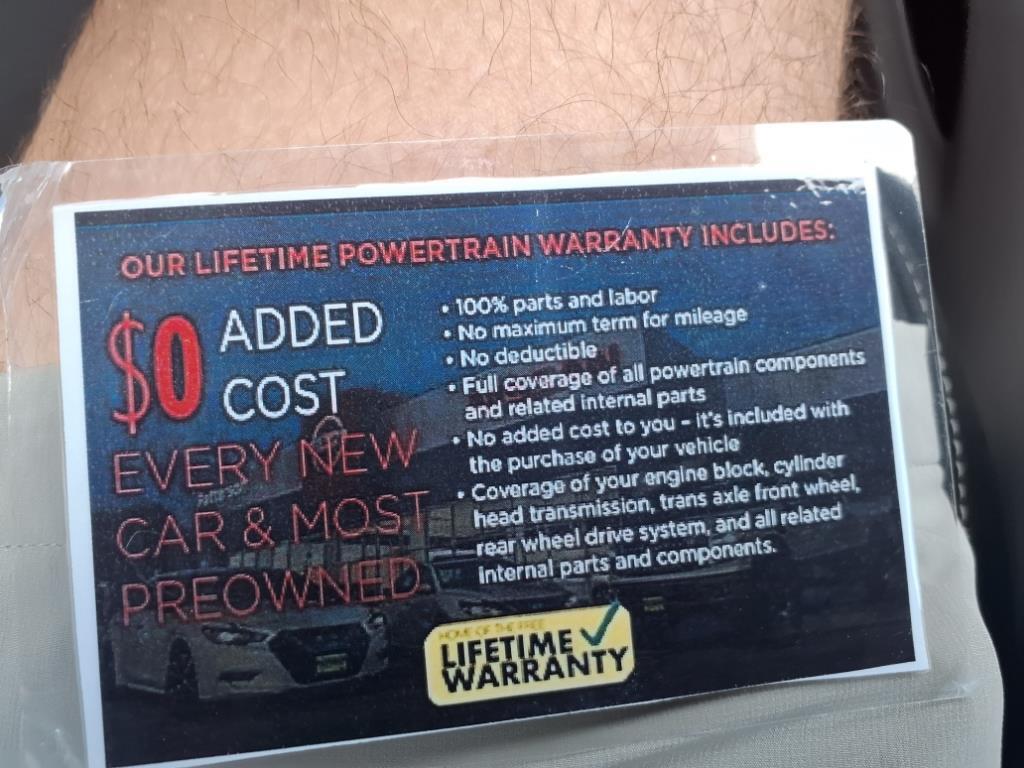 OUR LIFETIME POWERTRAIN WARRANTY INCLUDES:
$0 ADDED
COST
EVERY NEW
CAR & MOST
PREOWNED
• 100% parts and labor
• No maximum term for mileage
• No deductible
• Full coverage of all powertrain components
and related internal parts
• No added cost to you – it's included with
the purchase of your vehicle
• Coverage of your engine block, cylinder
head transmission, trans axle front wheel,
rear wheel drive system, and all related
internal parts and components.
HOME OF THE FREE
LIFETIME
WARRANTY